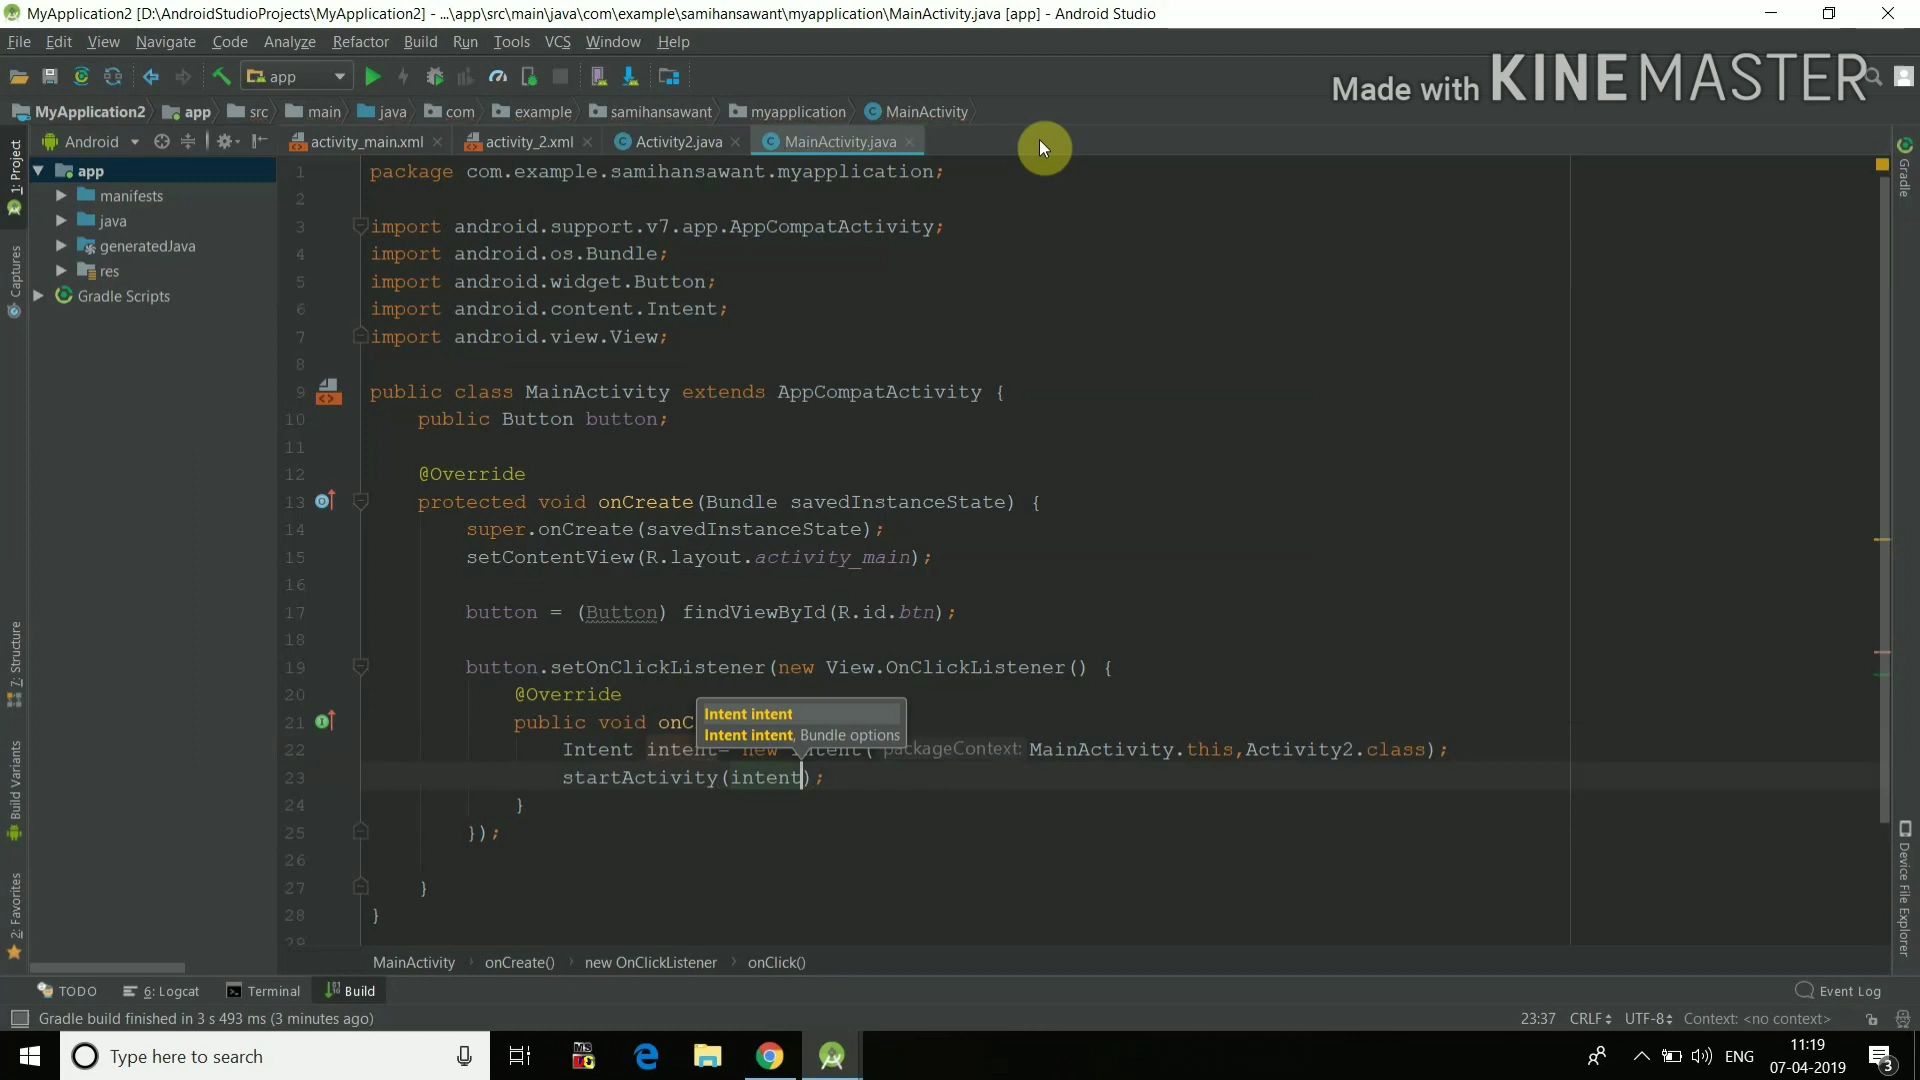 MyApplication2 [D:\AndroidStudioProjects\MyApplication2] - ...\app\src\main\java\com\example\samihansawant\myapplication\MainActivity.java [app] - Android Studio
File Edit View Navigate Code Analyze Refactor Build Run Tools VCS Window Help
app
Made with KINEMASTER
MyApplication2 app src main java com example samihansawant myapplication MainActivity
Android activity_main.xml activity_2.xml Activity2.java MainActivity.java
1: Project
Captures
7: Structure
Build Variants
2: Favorites
app
manifests
java
generatedJava
res
Gradle Scripts
1 package com.example.samihansawant.myapplication;
2
3 import android.support.v7.app.AppCompatActivity;
4 import android.os.Bundle;
5 import android.widget.Button;
6 import android.content.Intent;
7 import android.view.View;
8
9 public class MainActivity extends AppCompatActivity {
10 public Button button;
11
12 @Override
13 protected void onCreate(Bundle savedInstanceState) {
14 super.onCreate(savedInstanceState);
15 setContentView(R.layout.activity_main);
16
17 button = (Button) findViewById(R.id.btn);
18
19 button.setOnClickListener(new View.OnClickListener() {
20 @Override
21 public void onC
Intent intent
Intent intent, Bundle options
22 Intent intent= new Intent( packageContext: MainActivity.this,Activity2.class);
23 startActivity(intent);
24 }
25 });
26
27 }
28 }
29
Gradle
Device File Explorer
MainActivity onCreate() new OnClickListener onClick()
TODO 6: Logcat Terminal Build Event Log
Gradle build finished in 3 s 493 ms (3 minutes ago) 23:37 CRLF UTF-8 Context: <no context>
Type here to search
MS
ENG
11:19
07-04-2019
3